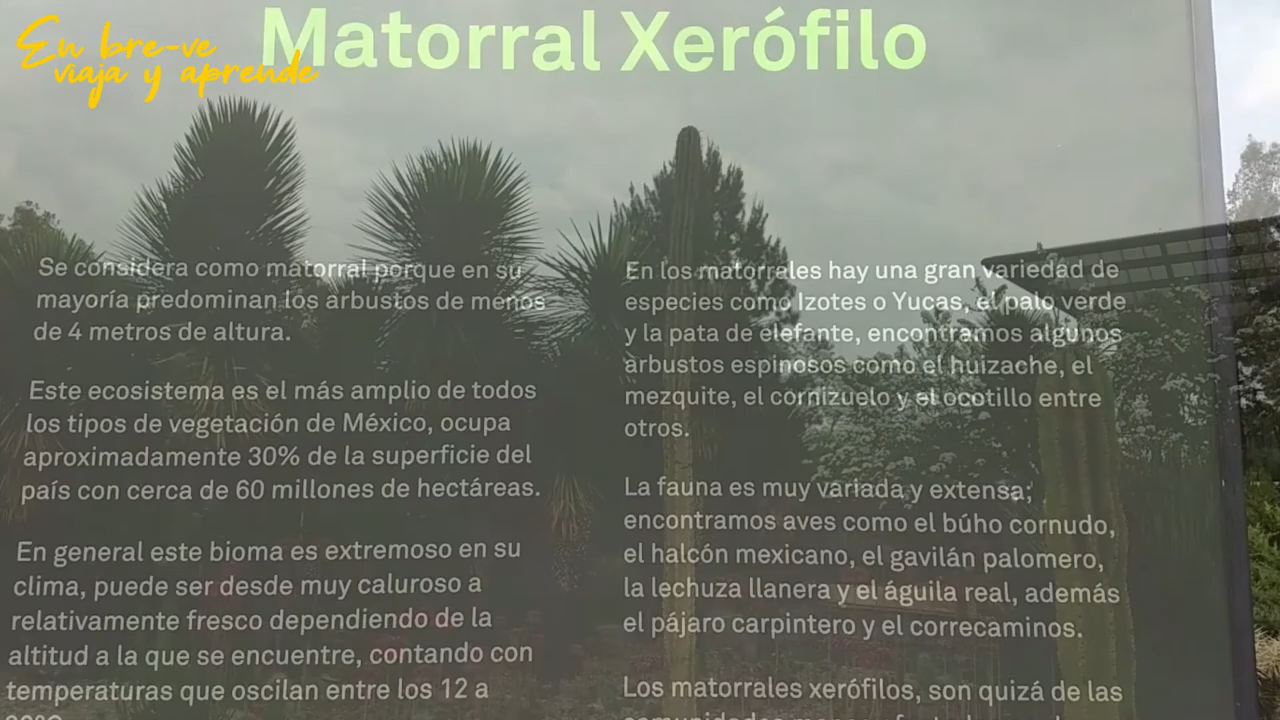 En bre-ve
viaja y aprende
Matorral Xerófilo
Se considera como matorral porque en su
mayoría predominan los arbustos de menos
de 4 metros de altura.
Este ecosistema es el más amplio de todos
los tipos de vegetación de México, ocupa
aproximadamente 30% de la superficie del
país con cerca de 60 millones de hectáreas.
En general este bioma es extremoso en su
clima, puede ser desde muy caluroso a
relativamente fresco dependiendo de la
altitud a la que se encuentre, contando con
temperaturas que oscilan entre los 12 a
En los matorrales hay una gran variedad de
especies como Izotes o Yucas, el palo verde
y la pata de elefante, encontramos algunos
arbustos espinosos como el huizache, el
mezquite, el cornizuelo y el ocotillo entre
otros.
La fauna es muy variada y extensa;
encontramos aves como el búho cornudo,
el halcón mexicano, el gavilán palomero,
la lechuza llanera y el águila real, además
el pájaro carpintero y el correcaminos.
Los matorrales xerófilos, son quizá de las